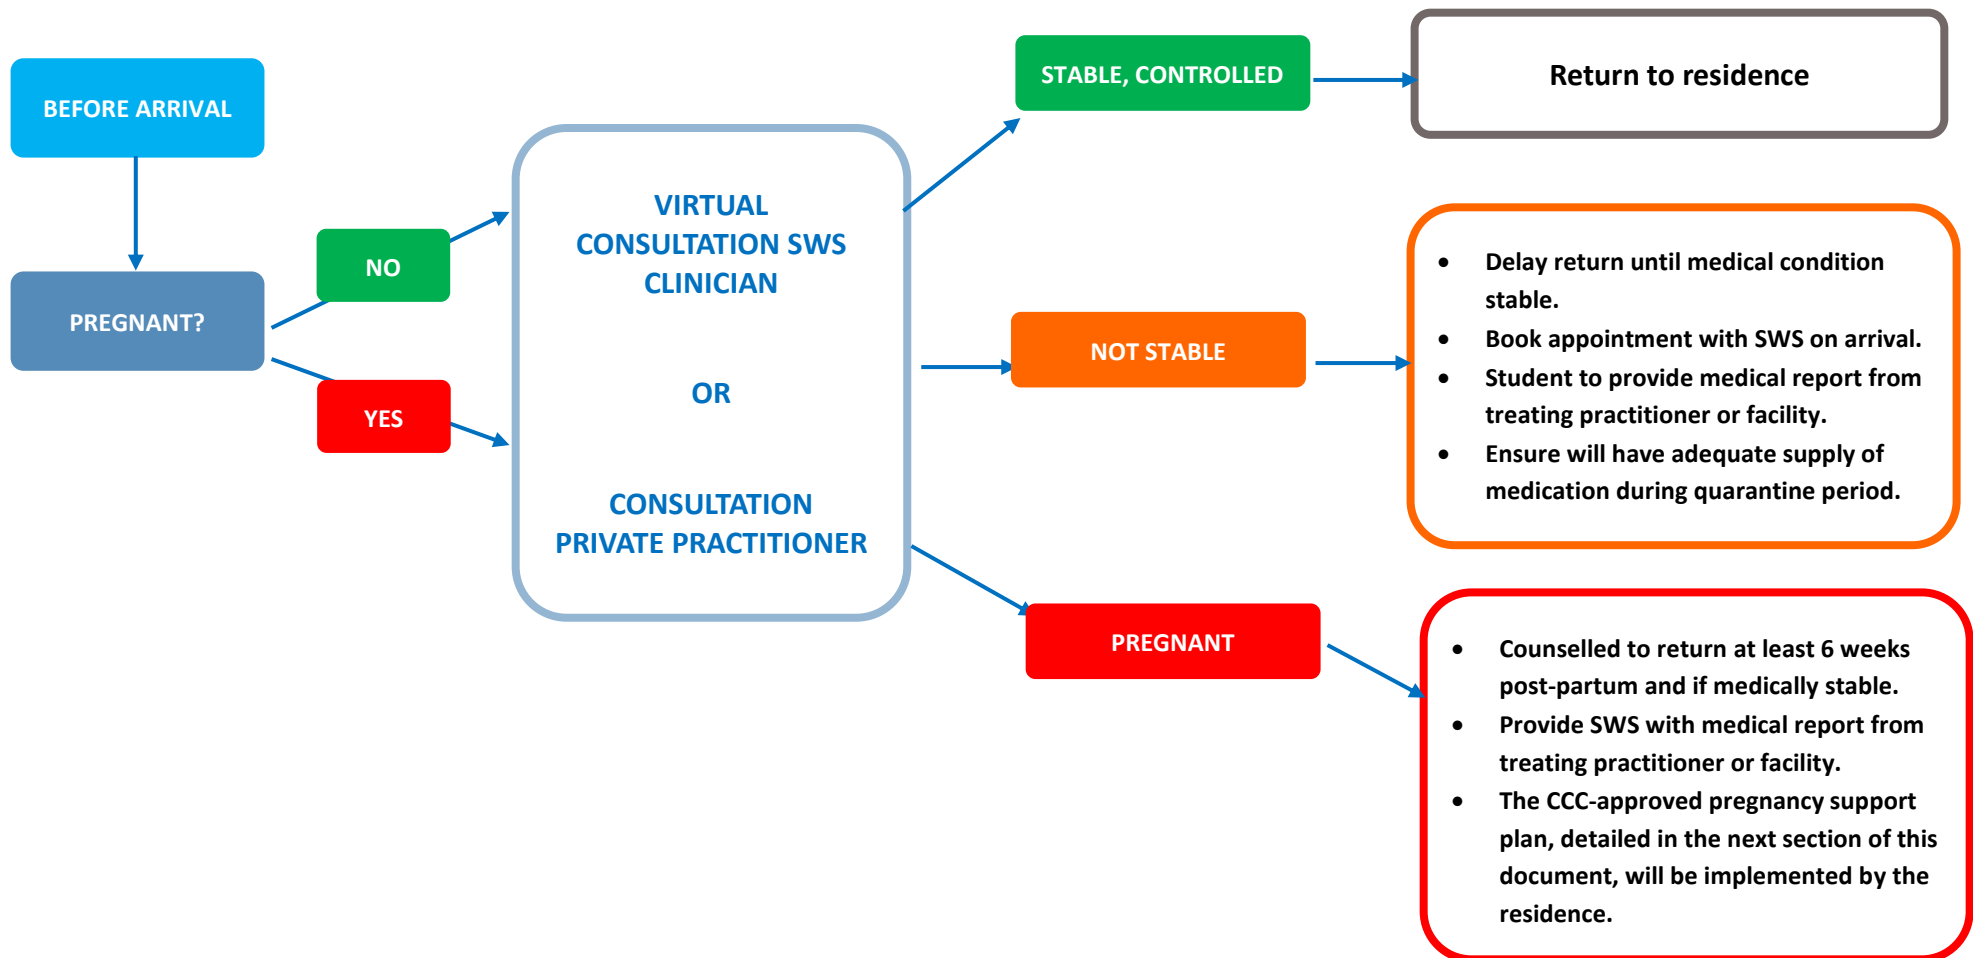 BEFORE ARRIVAL
PREGNANT?
NO
YES
VIRTUAL
CONSULTATION SWS
CLINICIAN
OR
CONSULTATION
PRIVATE PRACTITIONER
STABLE, CONTROLLED
Return to residence
NOT STABLE
• Delay return until medical condition
stable.
• Book appointment with SWS on arrival.
• Student to provide medical report from
treating practitioner or facility.
• Ensure will have adequate supply of
medication during quarantine period.
PREGNANT
• Counselled to return at least 6 weeks
post-partum and if medically stable.
• Provide SWS with medical report from
treating practitioner or facility.
• The CCC-approved pregnancy support
plan, detailed in the next section of this
document, will be implemented by the
residence.